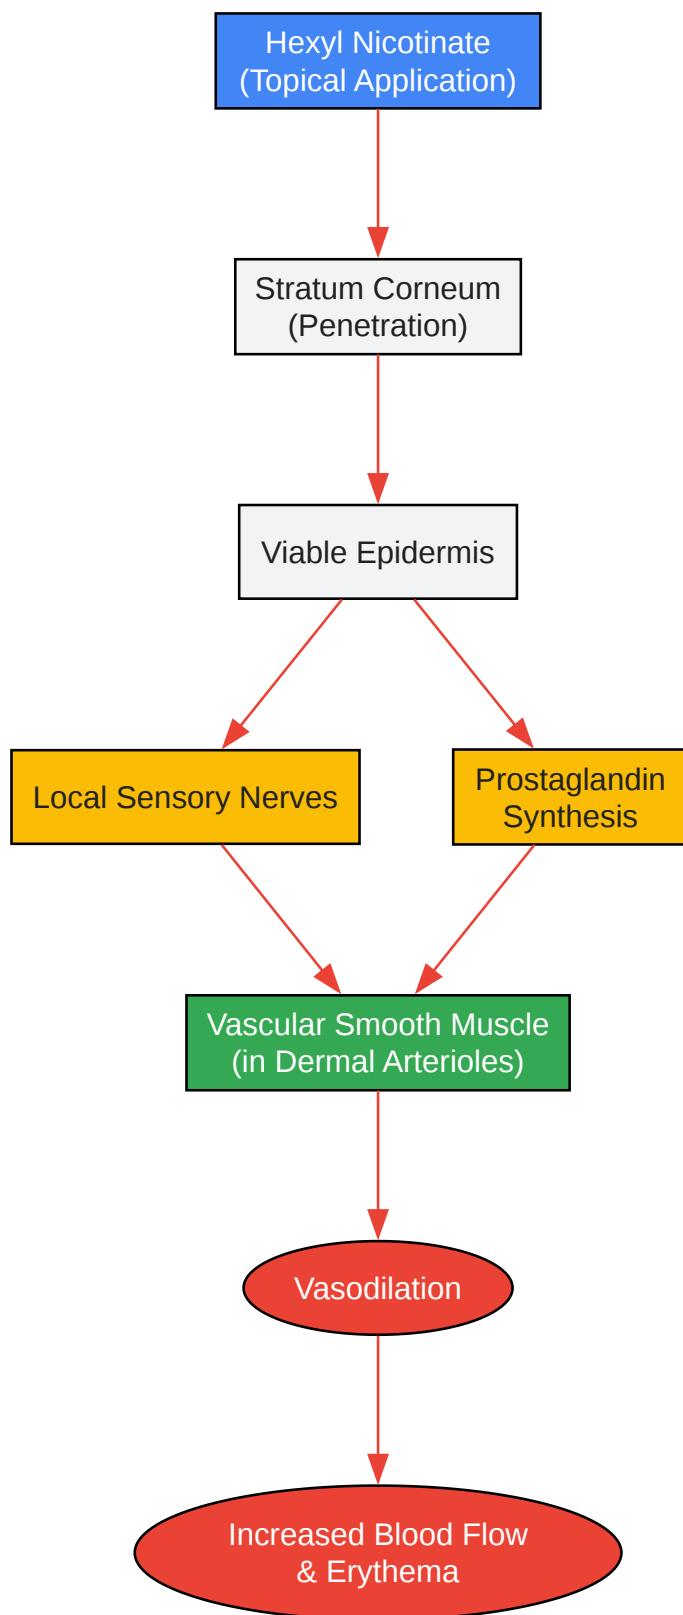 Hexyl Nicotinate
(Topical Application)
Stratum Corneum
(Penetration)
Viable Epidermis
Local Sensory Nerves
Prostaglandin
Synthesis
Vascular Smooth Muscle
(in Dermal Arterioles)
Vasodilation
Increased Blood Flow
& Erythema